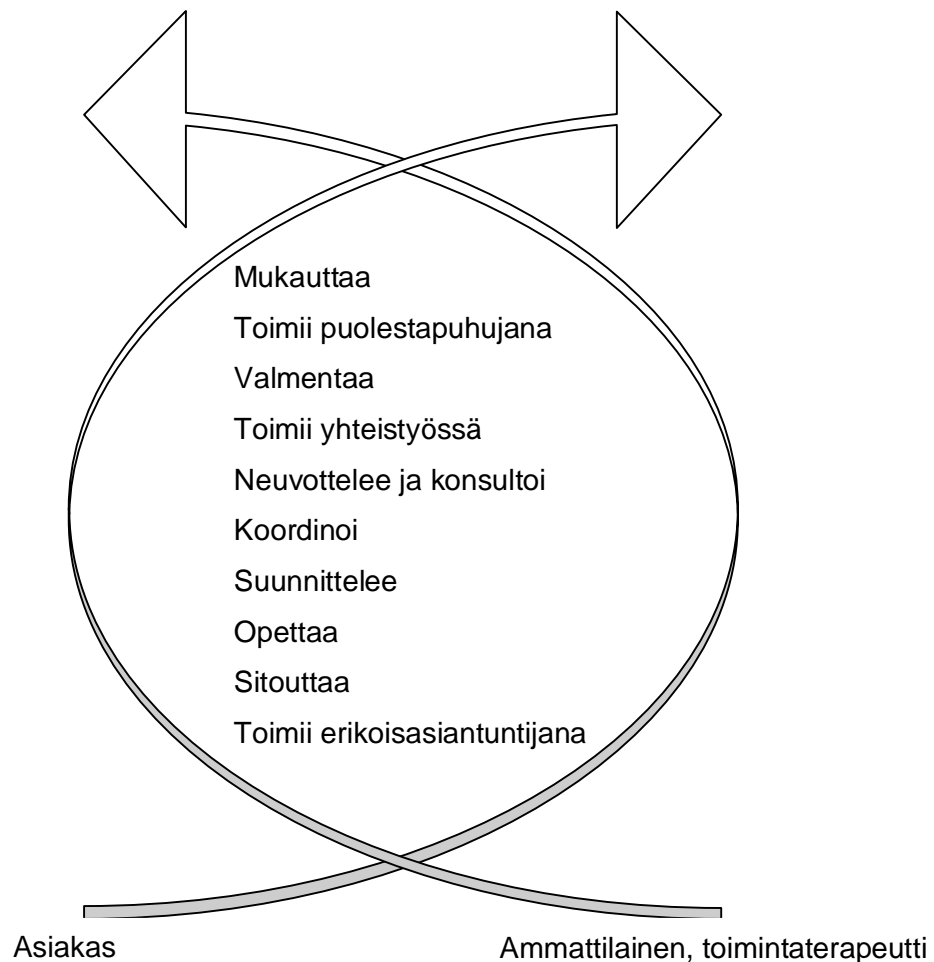 Mukauttaa
Toimii puolestapuhujana
Valmentaa
Toimii yhteistyössä
Neuvottelee ja konsultoi
Koordinoi
Suunnittelee
Opettaa
Sitouttaa
Toimii erikoisasiantuntijana
Asiakas
Ammattilainen, toimintaterapeutti